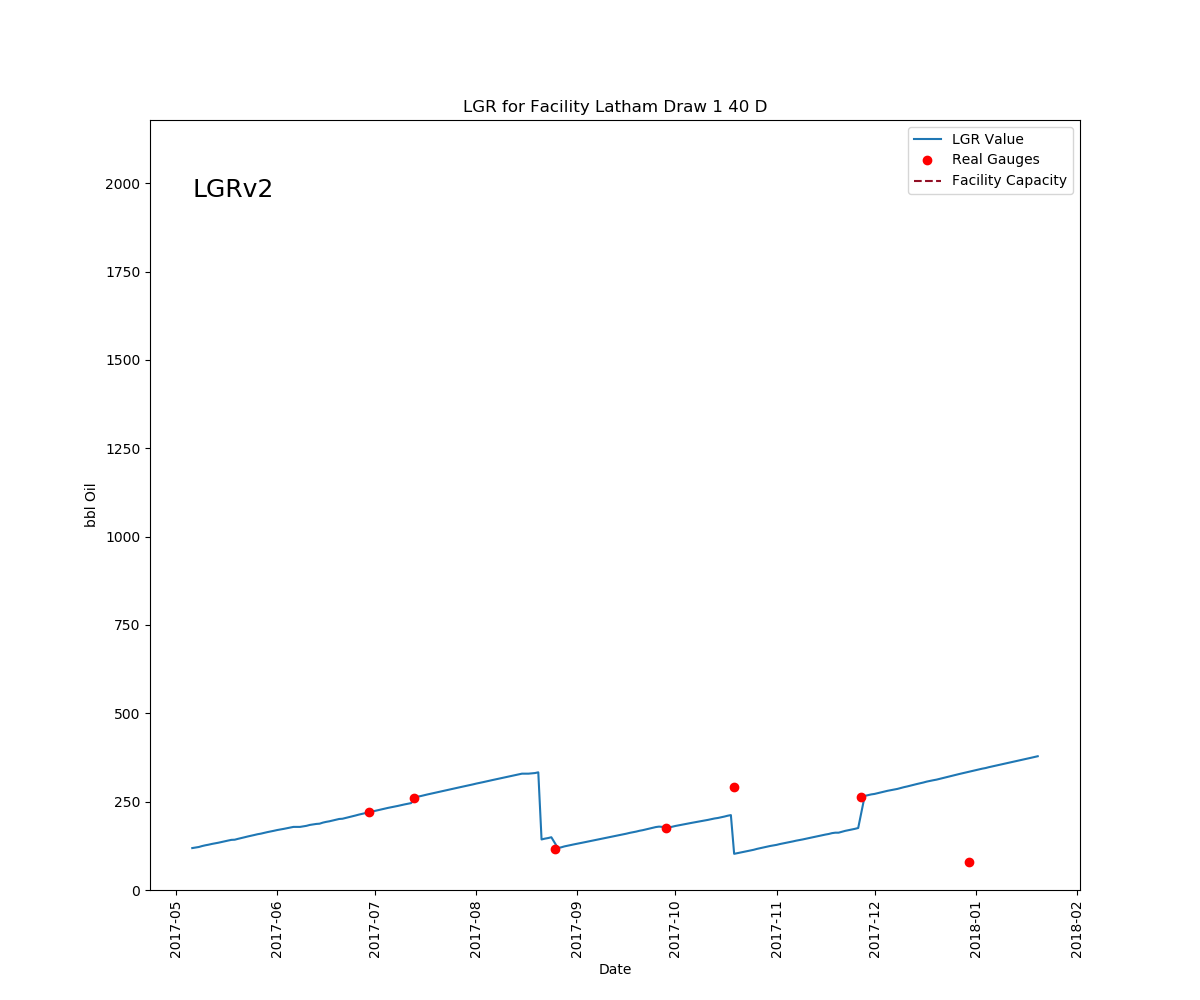 LGR for Facility Latham Draw 1 40 D
LGR Value
Real Gauges
Facility Capacity
LGRv2
2000
1750
1500
1250
1000
750
500
250
0
bbl Oil
2017-05
2017-06
2017-07
2017-08
2017-09
2017-10
2017-11
2017-12
2018-01
2018-02
Date